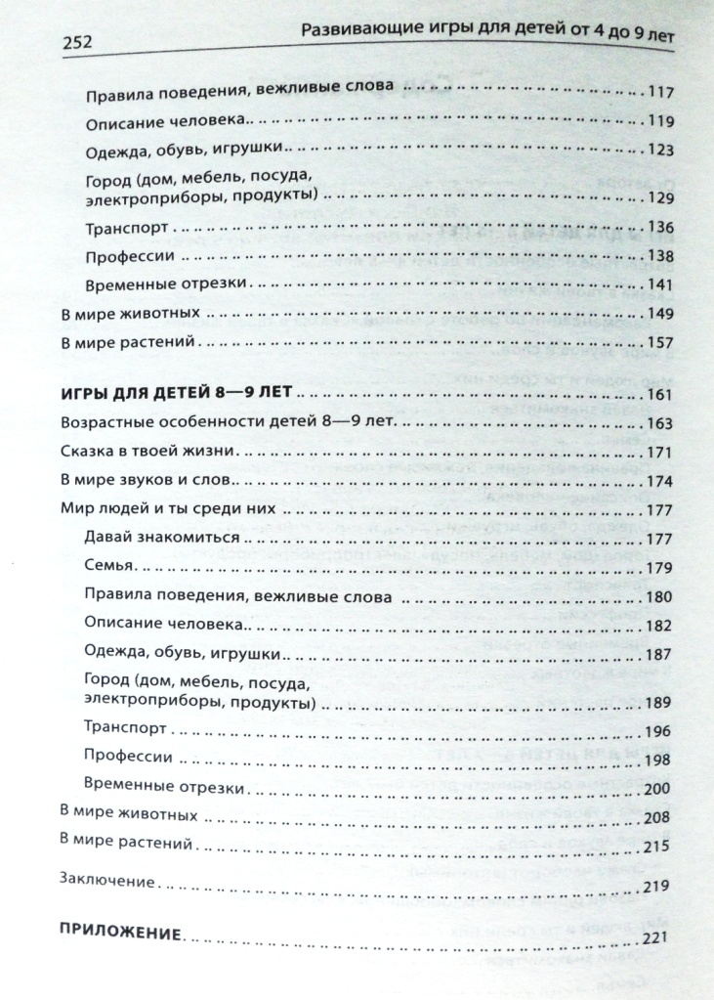 252
Развивающие игры для детей от 4 до 9 лет
Правила поведения, вежливые слова 117
Описание человека 119
Одежда, обувь, игрушки 123
Город (дом, мебель, посуда,
электроприборы, продукты) 129
Транспорт 136
Профессии 138
Временные отрезки 141
В мире животных 149
В мире растений 157
ИГРЫ ДЛЯ ДЕТЕЙ 8—9 ЛЕТ 161
Возрастные особенности детей 8—9 лет 163
Сказка в твоей жизни 171
В мире звуков и слов 174
Мир людей и ты среди них 177
Давай знакомиться 177
Семья 179
Правила поведения, вежливые слова 180
Описание человека 182
Одежда, обувь, игрушки 187
Город (дом, мебель, посуда,
электроприборы, продукты) 189
Транспорт 196
Профессии 198
Временные отрезки 200
В мире животных 208
В мире растений 215
Заключение 219
ПРИЛОЖЕНИЕ 221